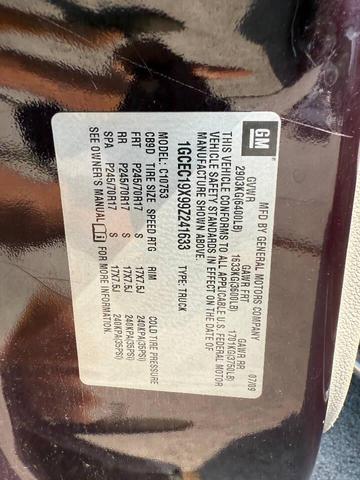 GM
MFD BY GENERAL MOTORS COMPANY 07/09
GVWR GAWR FRT GAWR RR
2903KG(6400LB) 1633KG(3600LB) 1701KG(3750LB)
THIS VEHICLE CONFORMS TO ALL APPLICABLE U.S. FEDERAL MOTOR
VEHICLE SAFETY STANDARDS IN EFFECT ON THE DATE OF
MANUFACTURE SHOWN ABOVE.
1GCEC19X99Z241633 TYPE: TRUCK
MODEL: C10753
CB9D TIRE SIZE SPEED RTG RIM COLD TIRE PRESSURE
FRT P245/70R17 S 17X7.5J 240KPA(35PSI)
RR P245/70R17 S 17X7.5J 240KPA(35PSI)
SPA P245/70R17 S 17X7.5J 240KPA(35PSI)
SEE OWNER'S MANUAL FOR MORE INFORMATION.